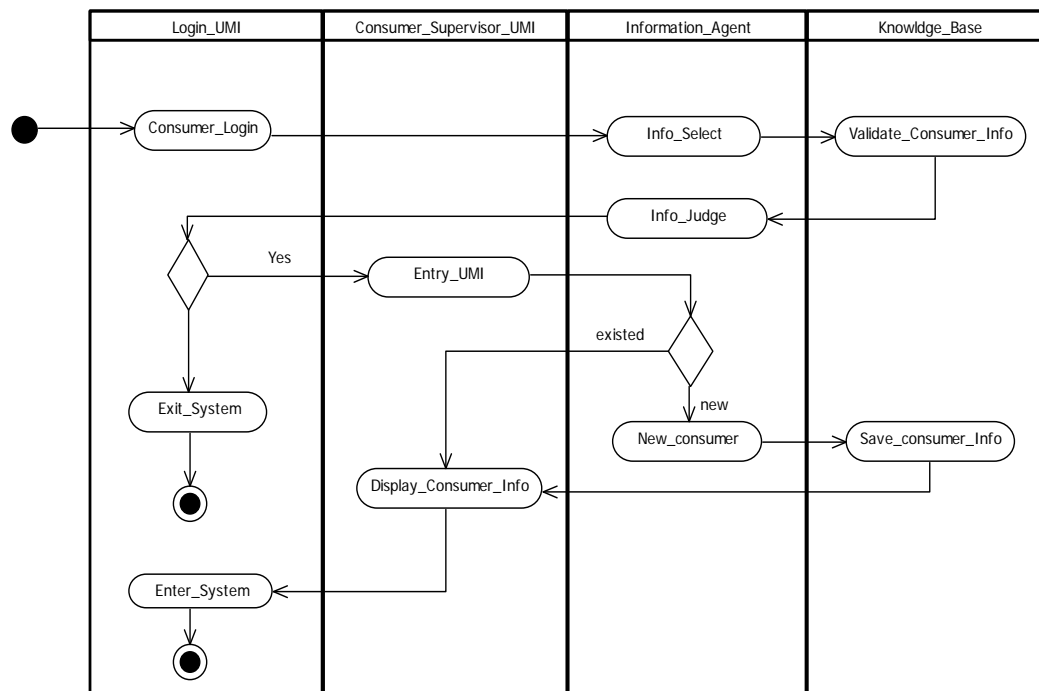 Login_UMI
Consumer_Supervisor_UMI
Information_Agent
Knowldge_Base
Consumer_Login
Info_Select
Validate_Consumer_Info
Info_Judge
Yes
Entry_UMI
existed
Exit_System
new
New_consumer
Save_consumer_Info
Display_Consumer_Info
Enter_System